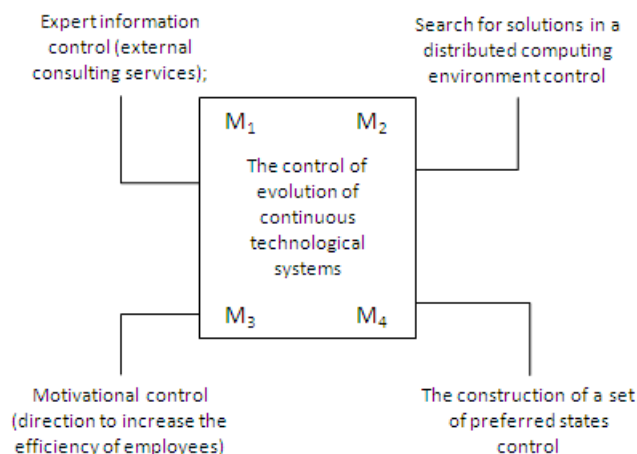 Expert information
control (external
consulting services);
Search for solutions in a
distributed computing
environment control
M₁
M₂
The control of
evolution of
continuous
technological
systems
M₃
M₄
Motivational control
(direction to increase the
efficiency of employees)
The construction of a set
of preferred states
control